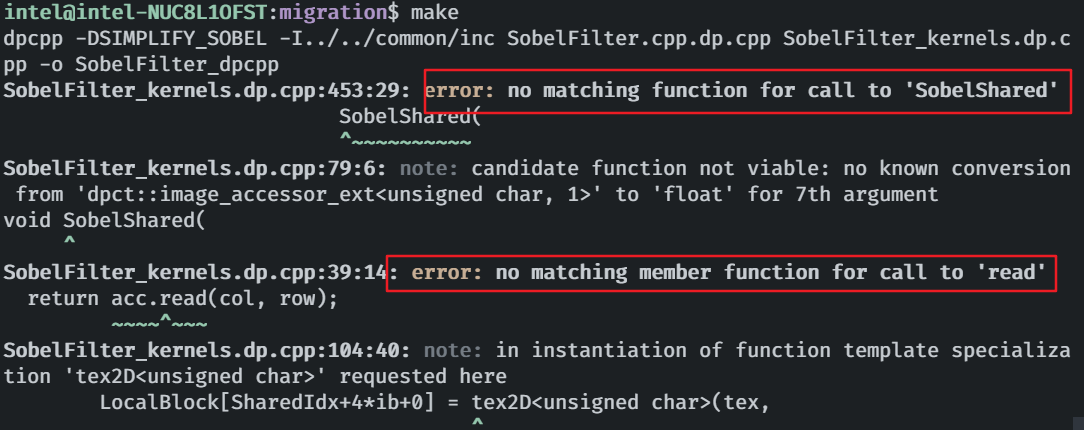 intel@intel-NUC8L10FST:migration$ make
dpcpp -DSIMPLIFY_SOBEL -I../../common/inc SobelFilter.cpp.dp.cpp SobelFilter_kernels.dp.c
pp -o SobelFilter_dpcpp
SobelFilter_kernels.dp.cpp:453:29: error: no matching function for call to 'SobelShared'
                            SobelShared(
                            ^~~~~~~~~~~
SobelFilter_kernels.dp.cpp:79:6: note: candidate function not viable: no known conversion
 from 'dpct::image_accessor_ext<unsigned char, 1>' to 'float' for 7th argument
void SobelShared(
     ^
SobelFilter_kernels.dp.cpp:39:14: error: no matching member function for call to 'read'
  return acc.read(col, row);
         ~~~~^~~~
SobelFilter_kernels.dp.cpp:104:40: note: in instantiation of function template specializa
tion 'tex2D<unsigned char>' requested here
        LocalBlock[SharedIdx+4*ib+0] = tex2D<unsigned char>(tex,
                                       ^